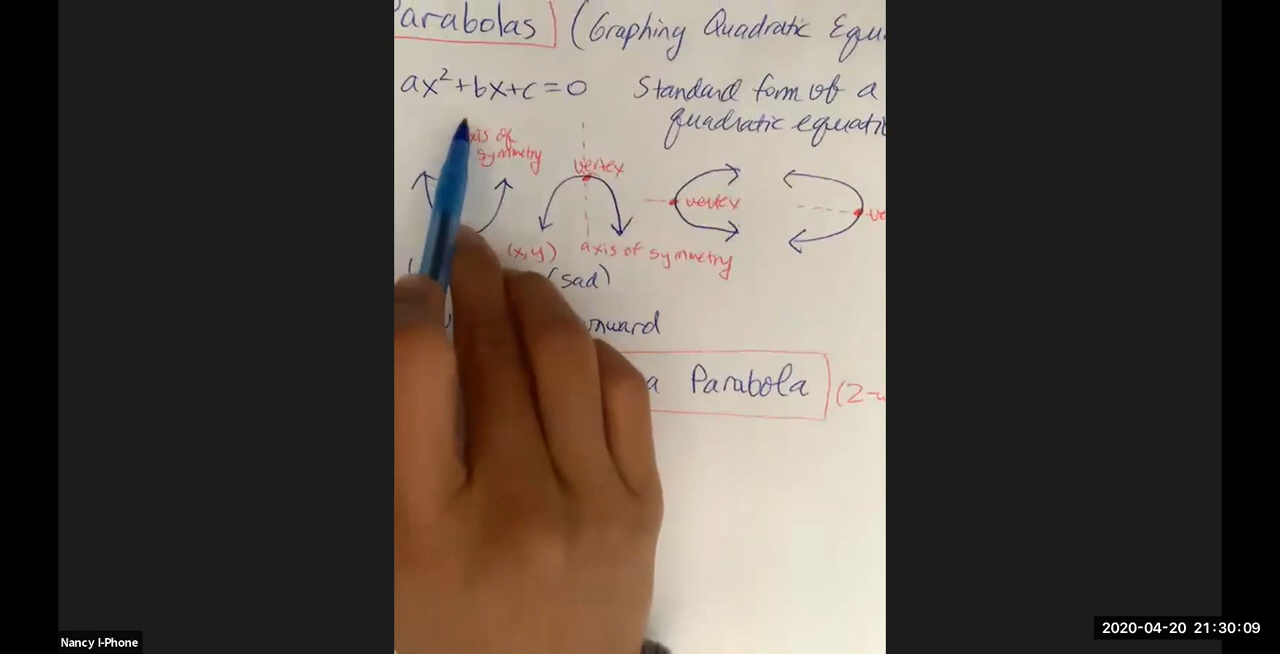 Parabolas (Graphing Quadratic Equ
ax²+bx+c=0 Standard form of a
quadratic equati
axis of
symmetry
vertex
vertex
(x,y)
axis of symmetry
(sad)
nward
a Parabola (2-
Nancy I-Phone
2020-04-20 21:30:09